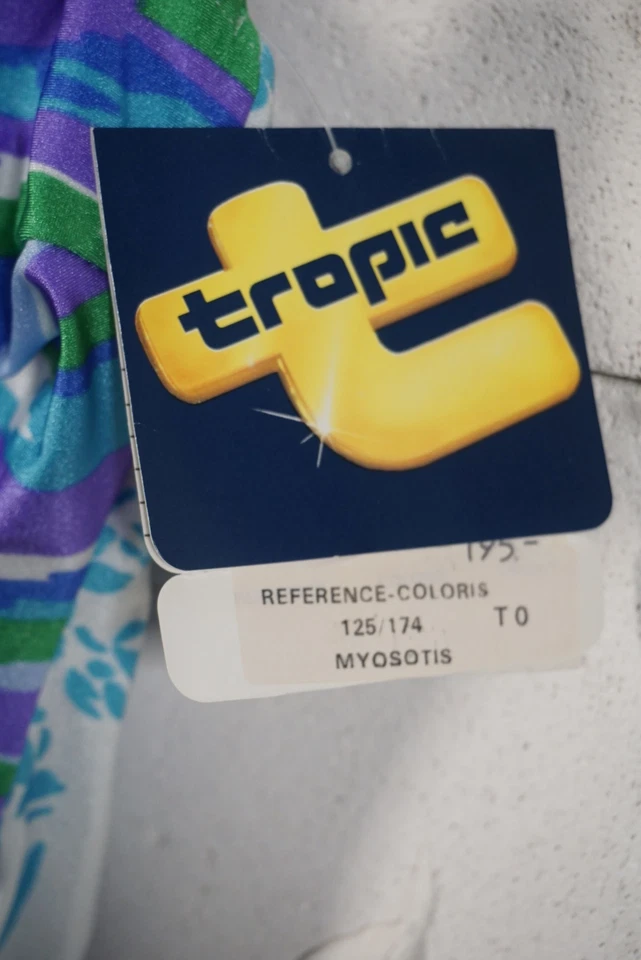 tropic
195.-
REFERENCE-COLORIS
125/174 T0
MYOSOTIS